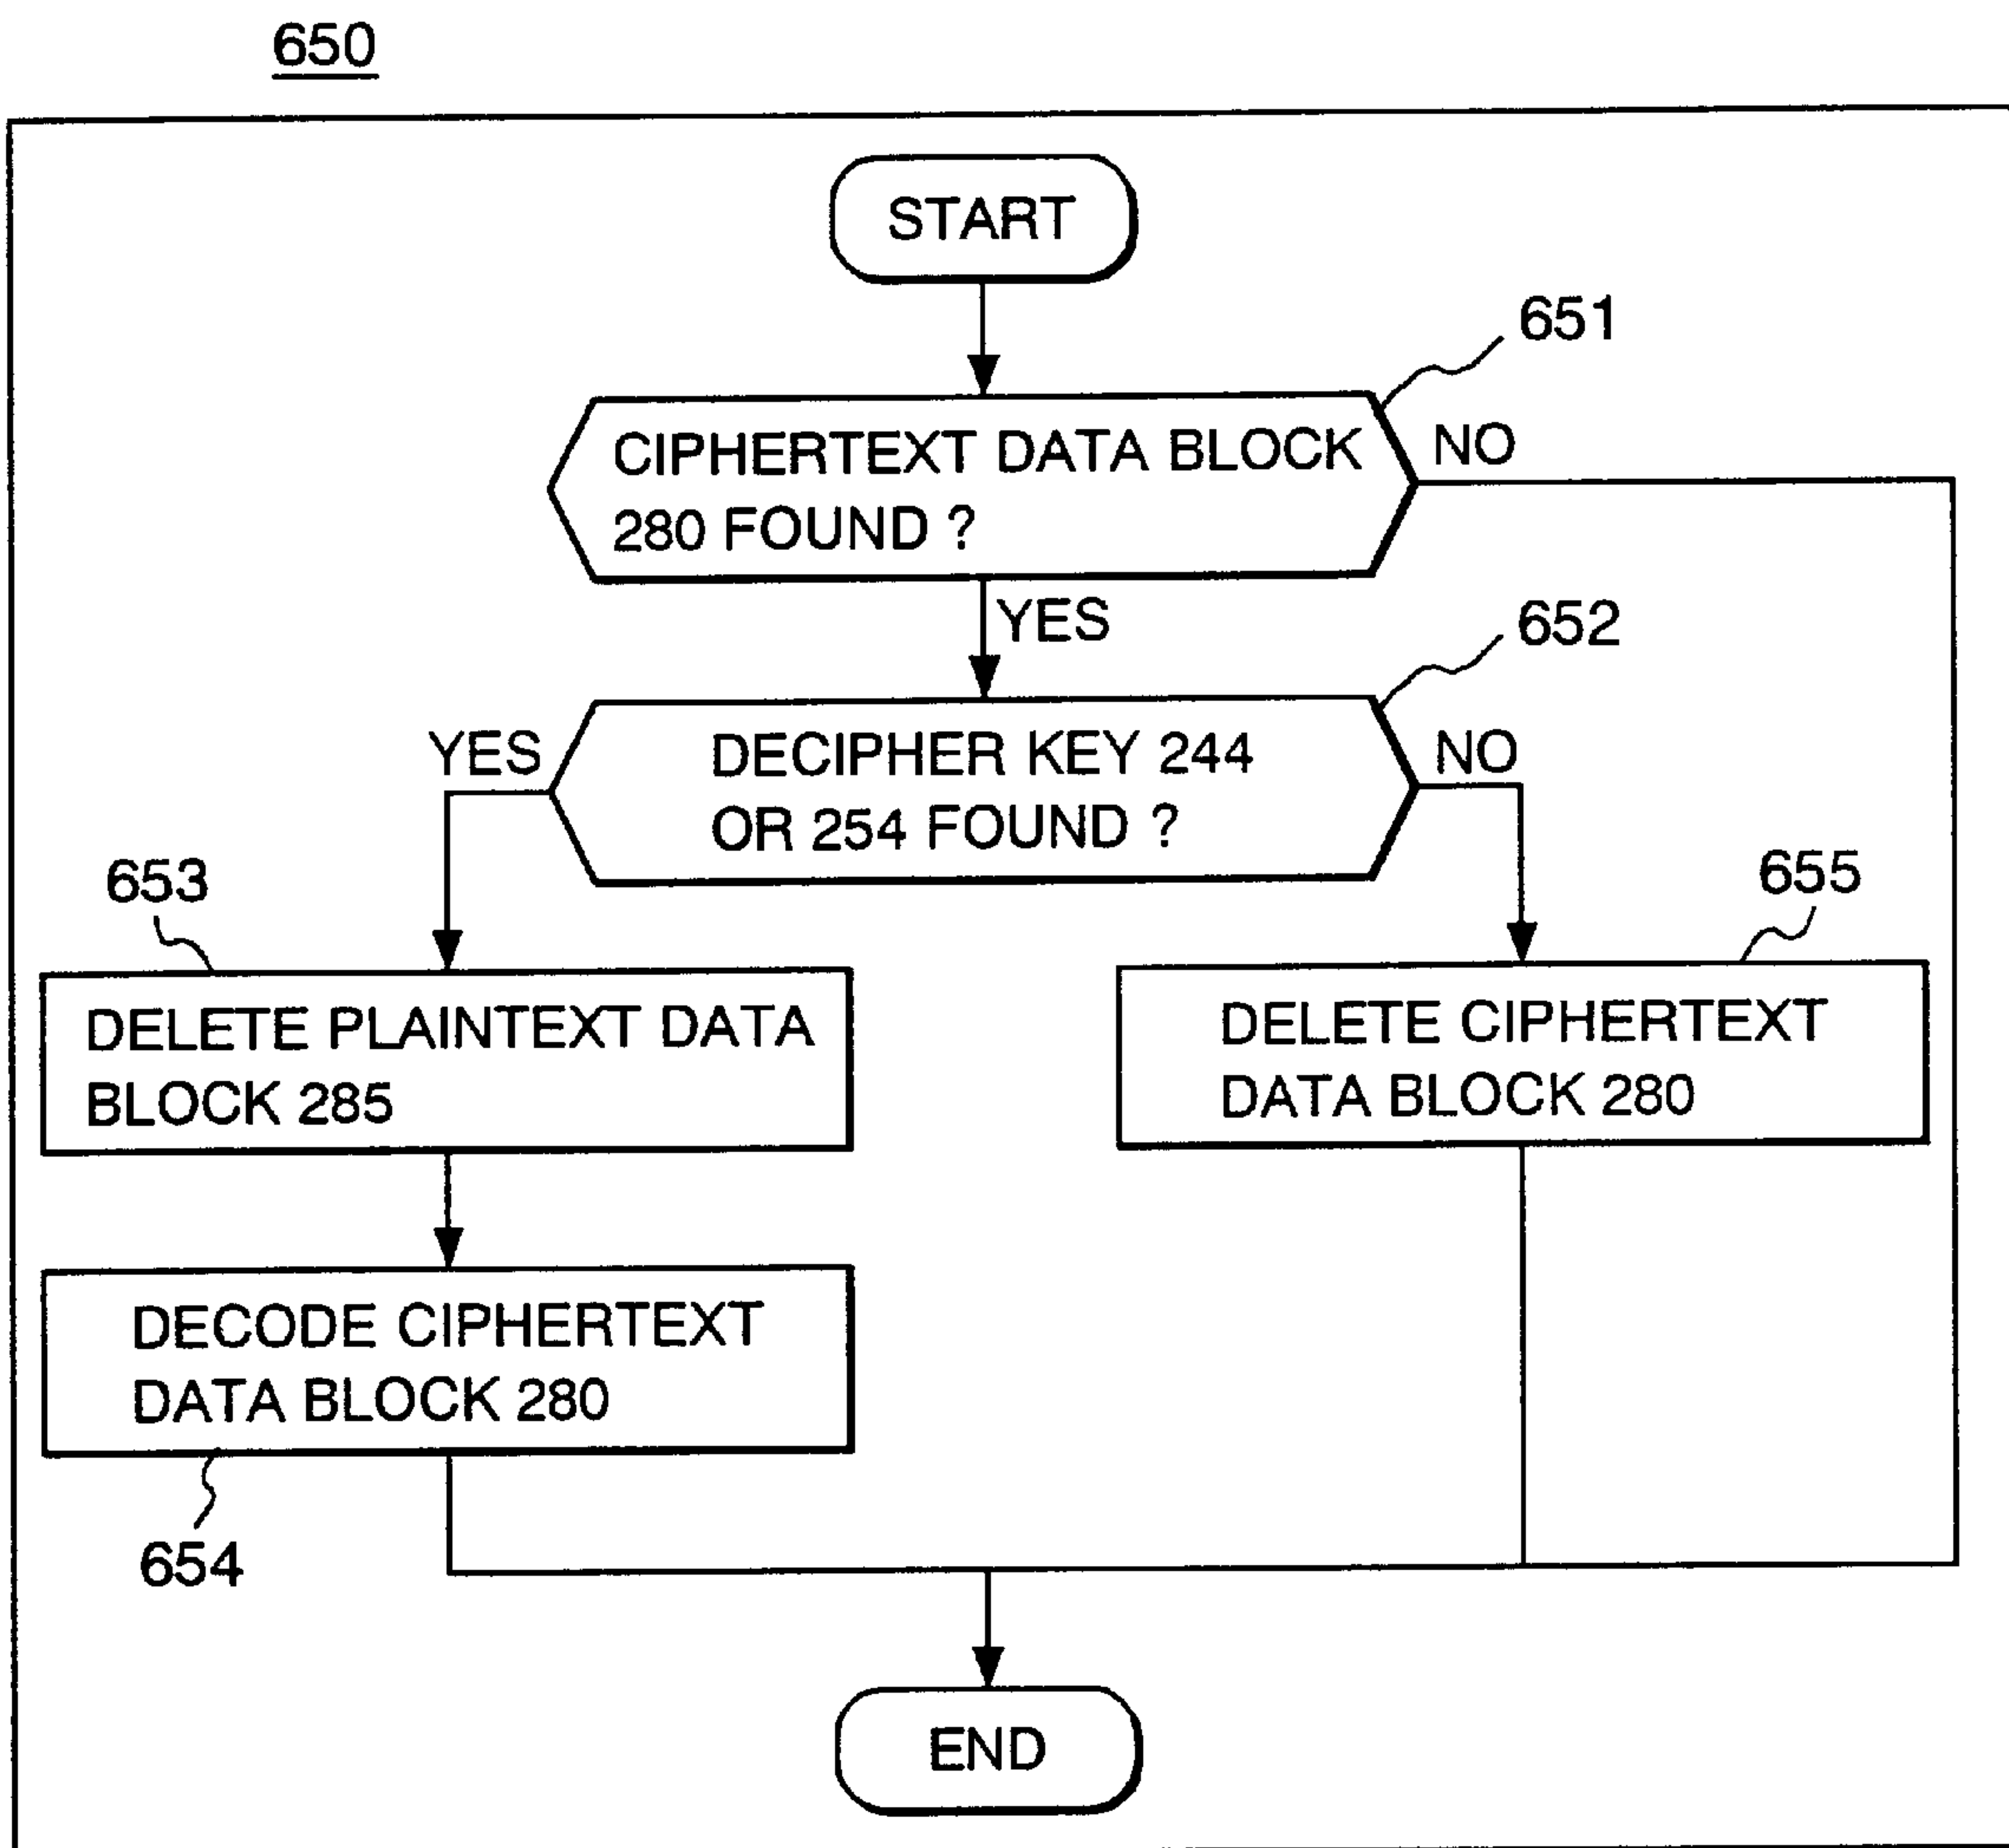 650
START
651
CIPHERTEXT DATA BLOCK
280 FOUND ?
NO
YES
652
DECIPHER KEY 244
OR 254 FOUND ?
YES
NO
653
DELETE PLAINTEXT DATA
BLOCK 285
655
DELETE CIPHERTEXT
DATA BLOCK 280
DECODE CIPHERTEXT
DATA BLOCK 280
654
END